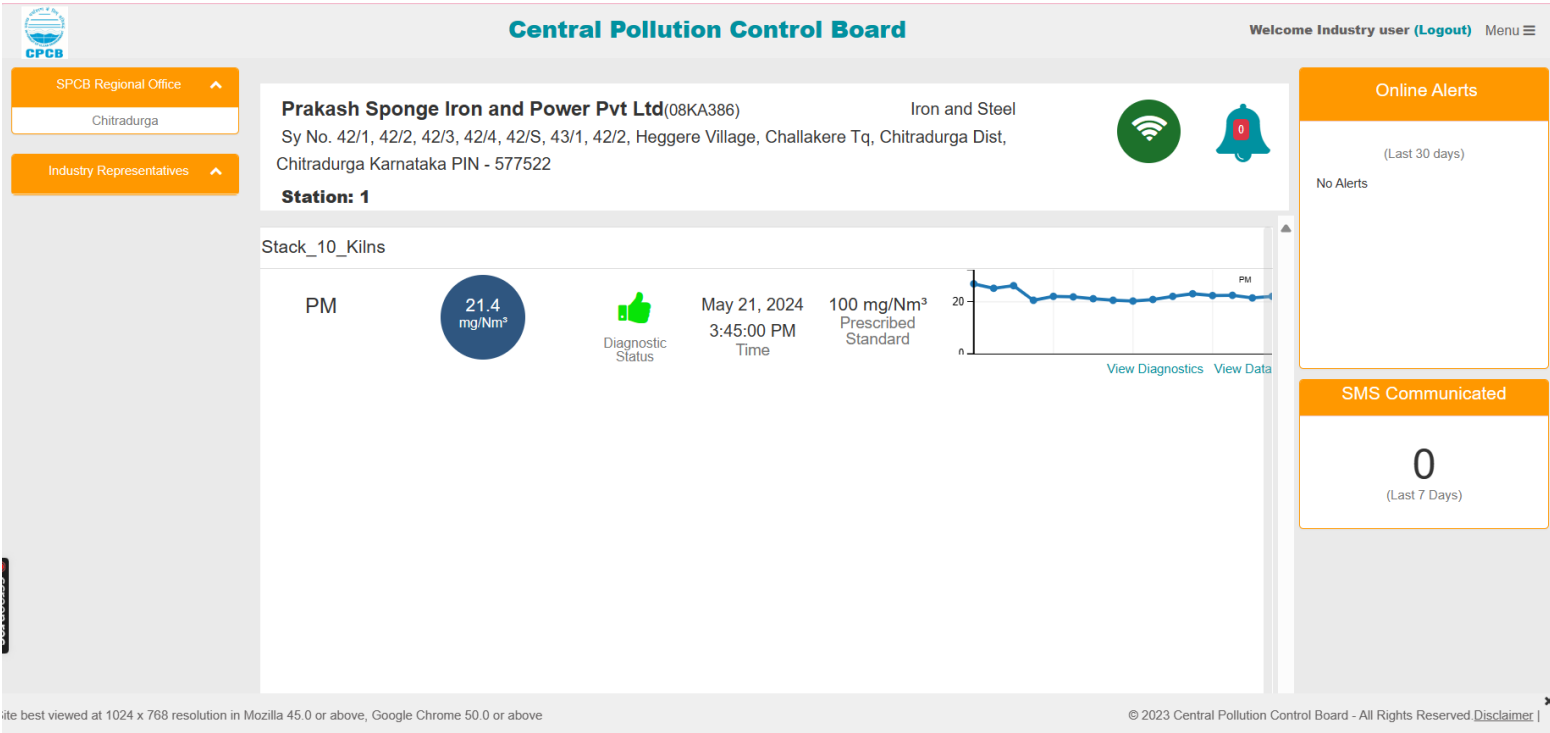 CPCB
Central Pollution Control Board
Welcome Industry user (Logout) Menu
SPCB Regional Office
Chitradurga
Industry Representatives
Prakash Sponge Iron and Power Pvt Ltd(08KA386) Iron and Steel
Sy No. 42/1, 42/2, 42/3, 42/4, 42/S, 43/1, 42/2, Heggere Village, Challakere Tq, Chitradurga Dist,
Chitradurga Karnataka PIN - 577522
Station: 1
0
Stack_10_Kilns
PM
21.4
mg/Nm³
Diagnostic
Status
May 21, 2024
3:45:00 PM
Time
100 mg/Nm³
Prescribed
Standard
PM
20
0
View Diagnostics View Data
Online Alerts
(Last 30 days)
No Alerts
SMS Communicated
0
(Last 7 Days)
ite best viewed at 1024 x 768 resolution in Mozilla 45.0 or above, Google Chrome 50.0 or above
© 2023 Central Pollution Control Board - All Rights Reserved.Disclaimer |